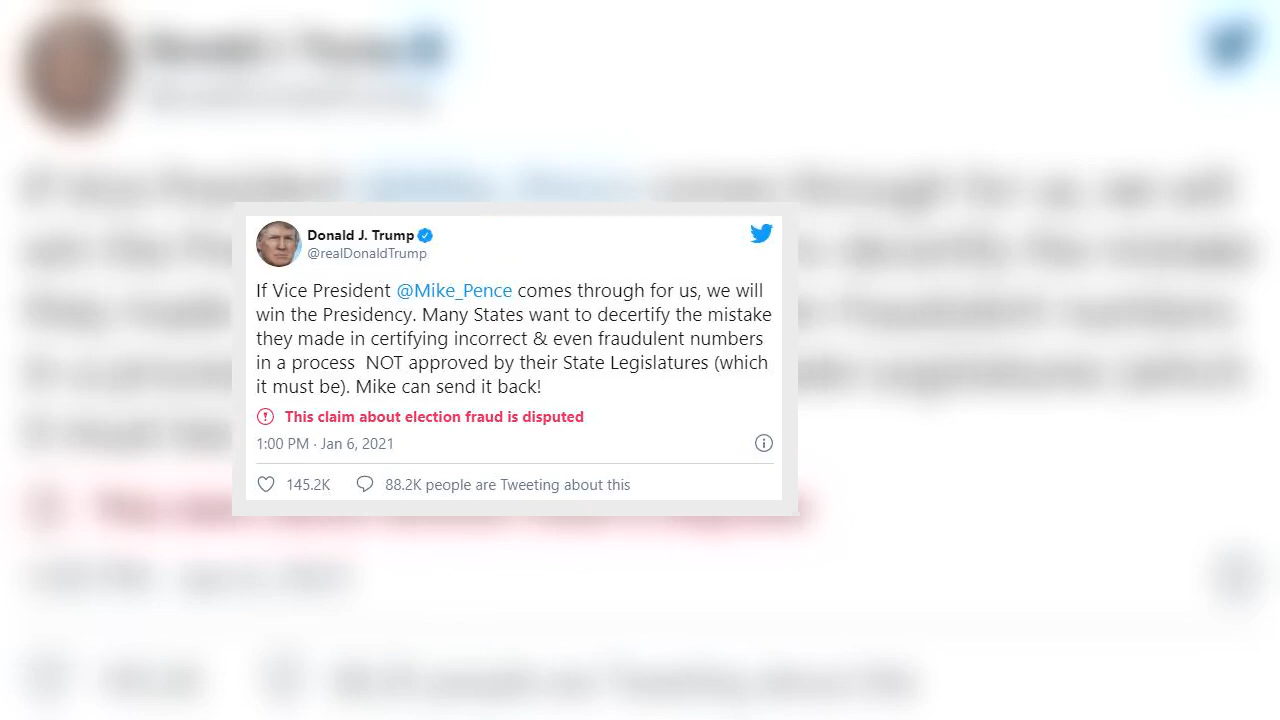 Donald J. Trump
@realDonaldTrump
If Vice President @Mike_Pence comes through for us, we will
win the Presidency. Many States want to decertify the mistake
they made in certifying incorrect & even fraudulent numbers
in a process  NOT approved by their State Legislatures (which
it must be). Mike can send it back!
This claim about election fraud is disputed
1:00 PM · Jan 6, 2021
145.2K 88.2K people are Tweeting about this